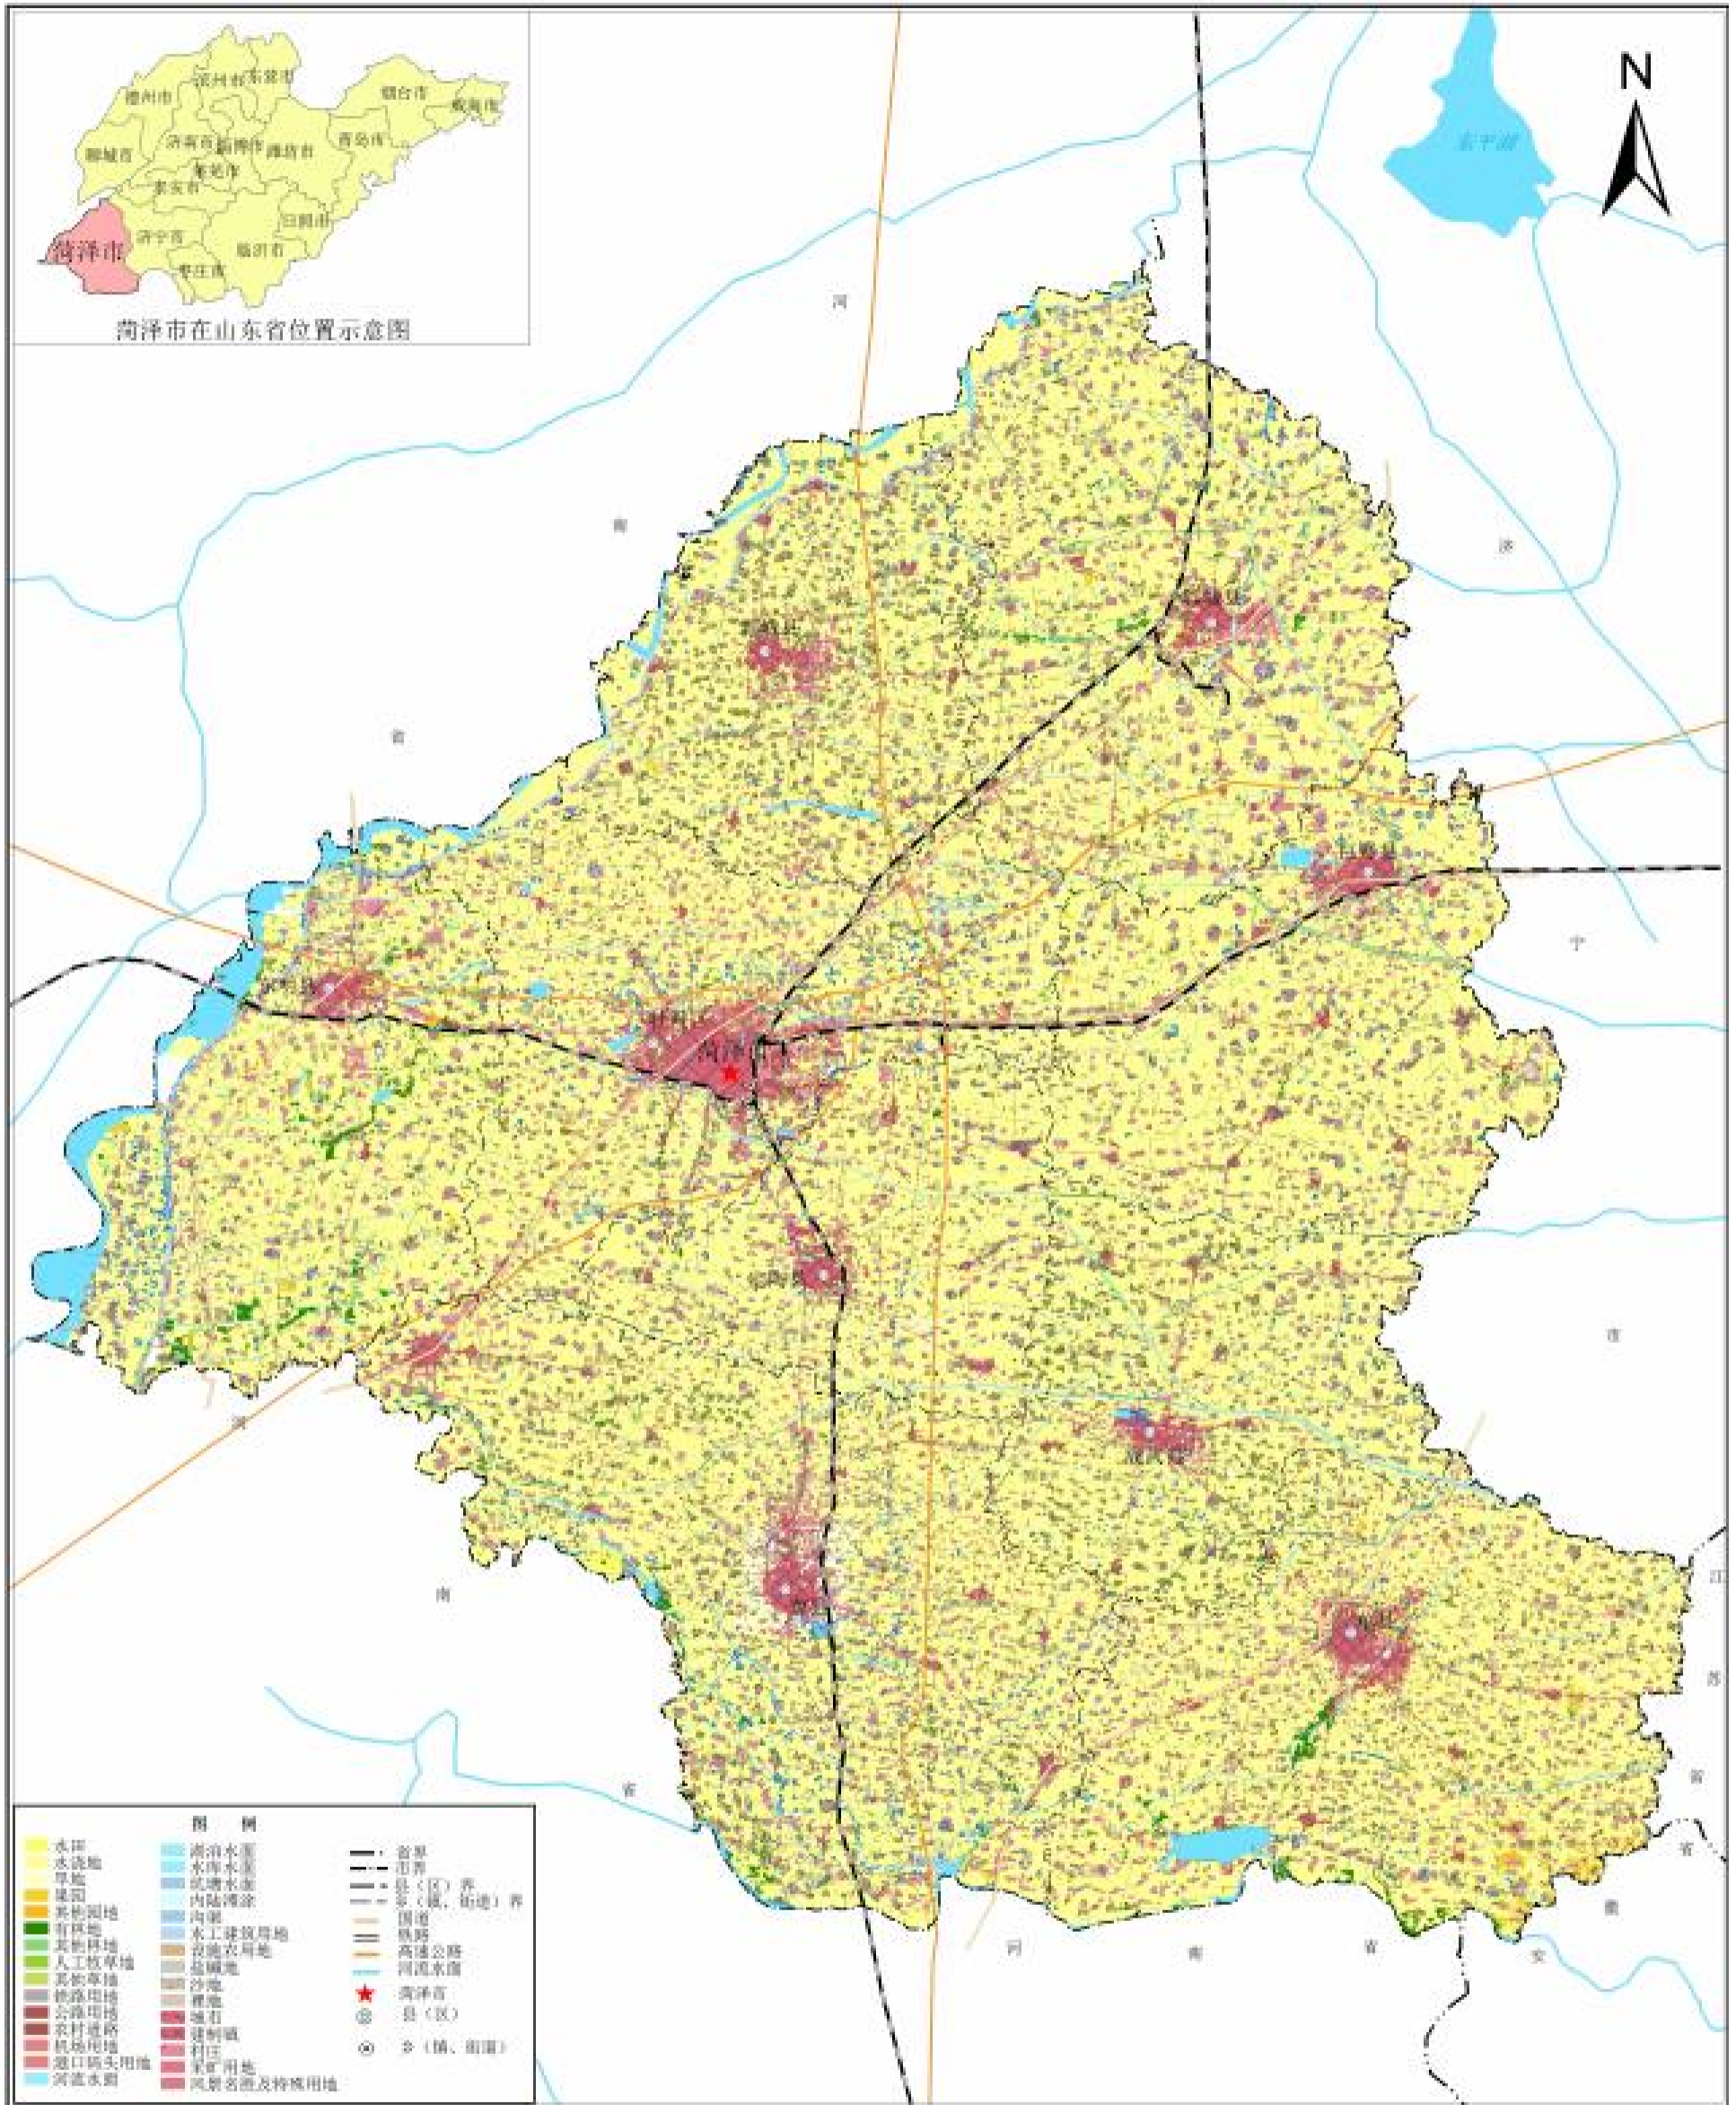 滨州市 东营市
德州市
烟台市
威海市
济南市 淄博市 潍坊市
青岛市
聊城市
莱芜市
泰安市
日照市
济宁市
临沂市
菏泽市
枣庄市
菏泽市在山东省位置示意图
N
东平湖
河
南
省
济
宁
市
河
南
省
江
苏
省
河
南
省
安
徽
省
图 例
水田
水浇地
旱地
果园
其他园地
有林地
其他林地
人工牧草地
其他草地
铁路用地
公路用地
农村道路
机场用地
港口码头用地
河流水面
湖泊水面
水库水面
坑塘水面
内陆滩涂
沟渠
水工建筑用地
设施农用地
盐碱地
沙地
裸地
城市
建制镇
村庄
采矿用地
风景名胜及特殊用地
省界
市界
县（区）界
乡（镇、街道）界
国道
铁路
高速公路
河流水面
菏泽市
县（区）
乡（镇、街道）